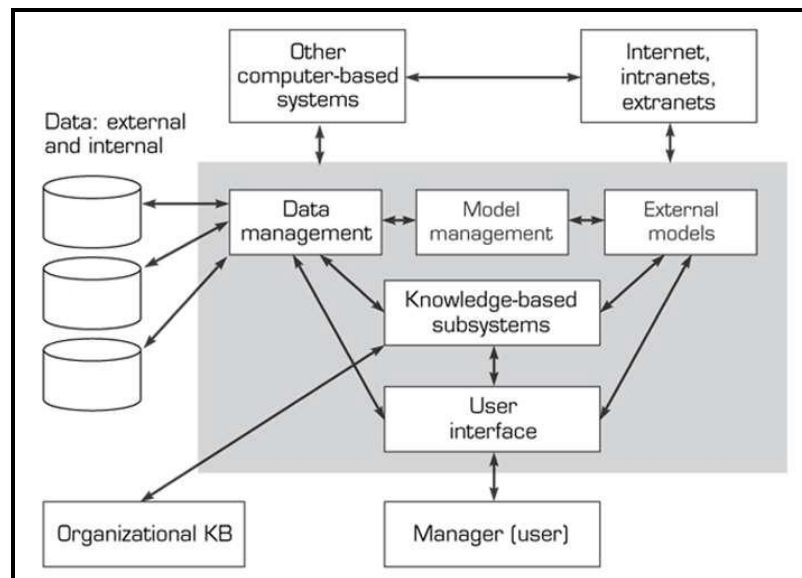 Other
computer-based
systems
Internet,
intranets,
extranets
Data: external
and internal
Data
management
Model
management
External
models
Knowledge-based
subsystems
User
interface
Organizational KB
Manager (user)